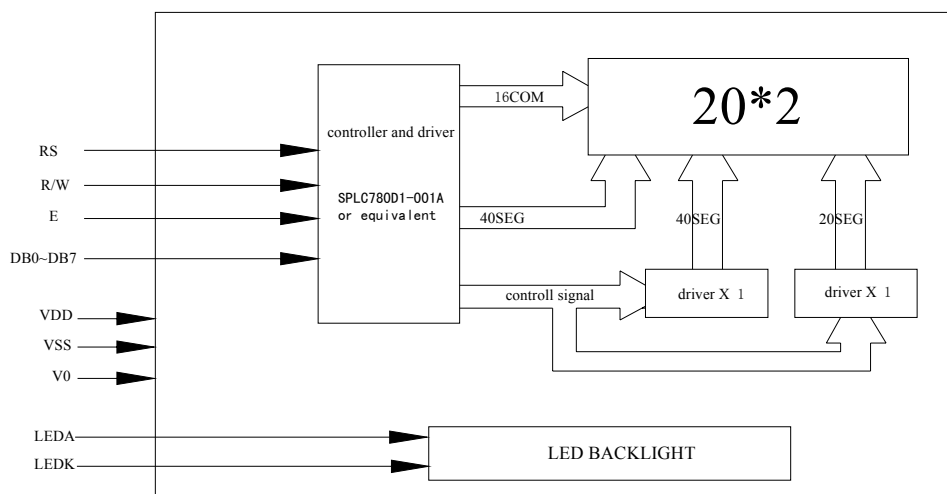 16COM
20*2
controller and driver
RS
R/W
SPLC780D1-001A
or equivalent
E
40SEG
40SEG
20SEG
DB0~DB7
controll signal
driver X 1
driver X 1
VDD
VSS
V0
LEDA
LED BACKLIGHT
LEDK